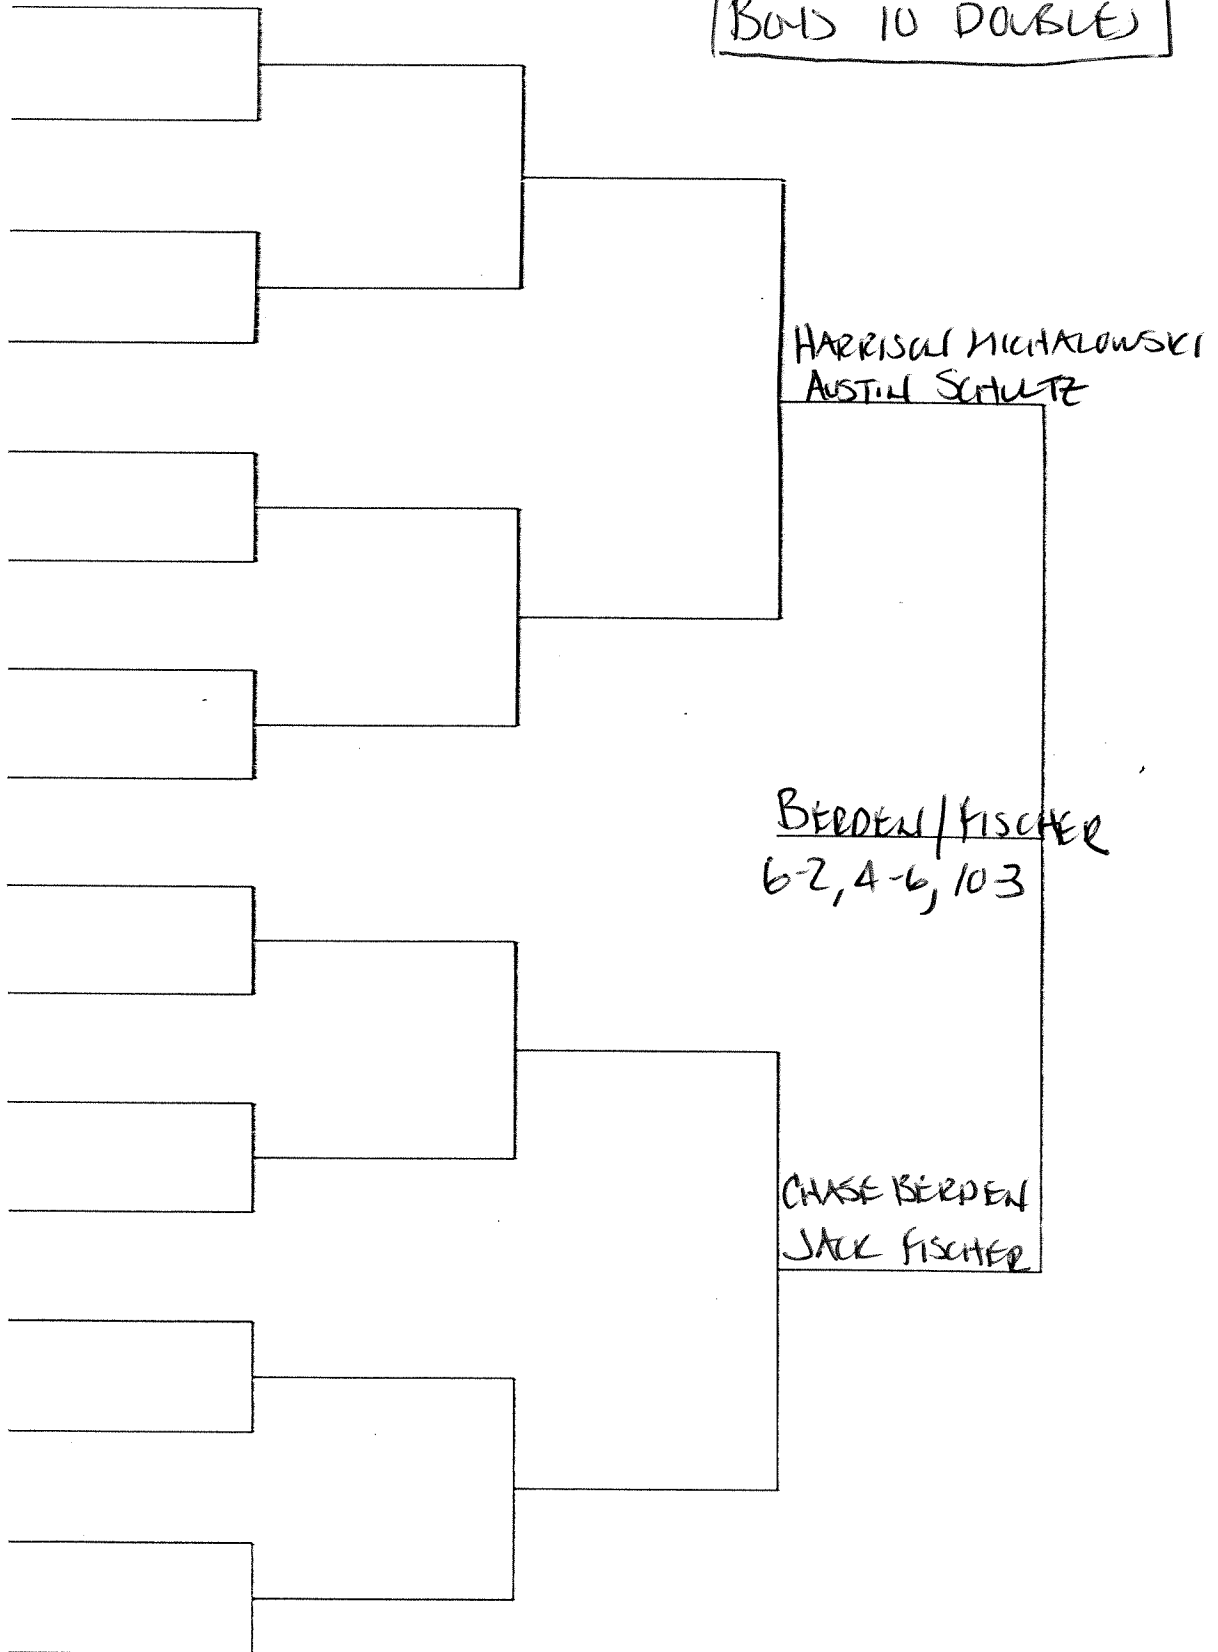 BOYS 10 DOUBLES
HARRISON MICHALOWSKI
AUSTIN SCHULTZ
BERDEN/FISCHER
6-2, 4-6, 10-3
CHASE BERDEN
JACK FISCHER